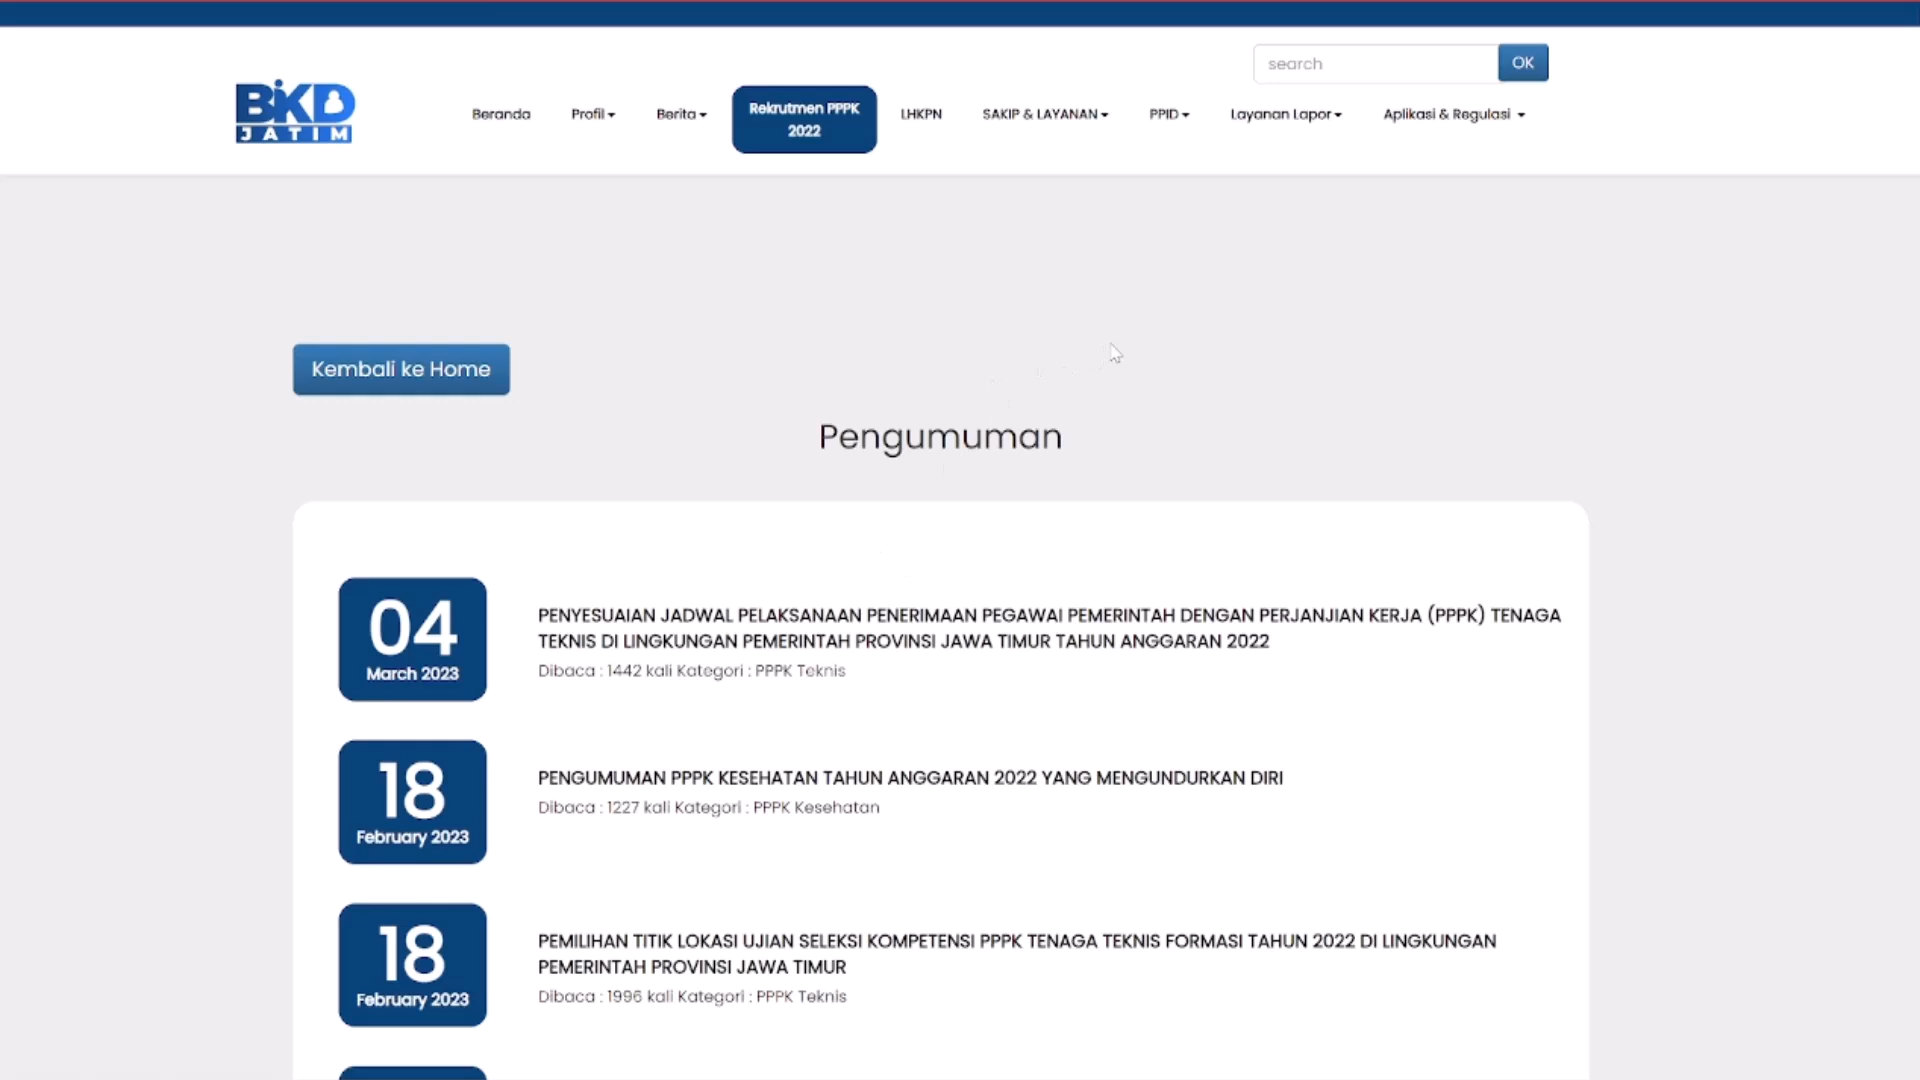 search
OK
BKD
JATIM
Beranda
Profil
Berita
Rekrutmen PPPK
2022
LHKPN
SAKIP & LAYANAN
PPID
Layanan Lapor
Aplikasi & Regulasi
Kembali ke Home
Pengumuman
04
March 2023
PENYESUAIAN JADWAL PELAKSANAAN PENERIMAAN PEGAWAI PEMERINTAH DENGAN PERJANJIAN KERJA (PPPK) TENAGA
TEKNIS DI LINGKUNGAN PEMERINTAH PROVINSI JAWA TIMUR TAHUN ANGGARAN 2022
Dibaca : 1442 kali Kategori : PPPK Teknis
18
February 2023
PENGUMUMAN PPPK KESEHATAN TAHUN ANGGARAN 2022 YANG MENGUNDURKAN DIRI
Dibaca : 1227 kali Kategori : PPPK Kesehatan
18
February 2023
PEMILIHAN TITIK LOKASI UJIAN SELEKSI KOMPETENSI PPPK TENAGA TEKNIS FORMASI TAHUN 2022 DI LINGKUNGAN
PEMERINTAH PROVINSI JAWA TIMUR
Dibaca : 1996 kali Kategori : PPPK Teknis